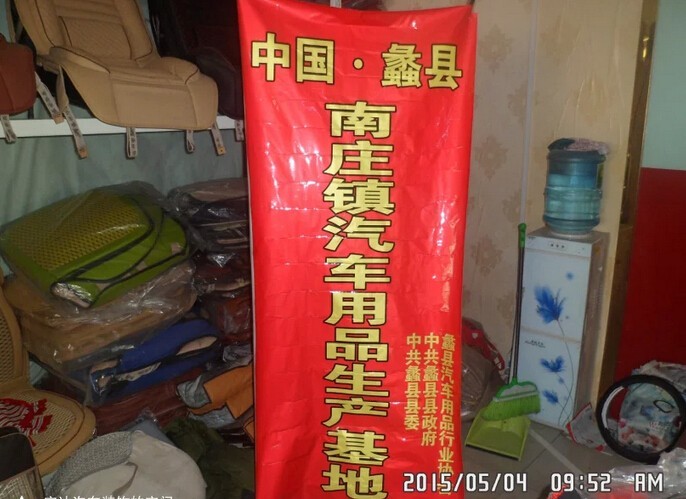 中国·蠡县
南庄镇汽车用品生产基地
蠡县汽车用品行业协
中共蠡县县政府
中共蠡县县委
2015/05/04 09:52 AM